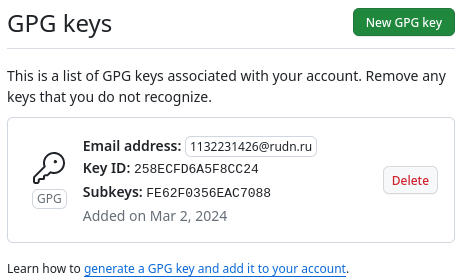 GPG keys
New GPG key
This is a list of GPG keys associated with your account. Remove any
keys that you do not recognize.
Email address: 1132231426@rudn.ru
Key ID: 258ECFD6A5F8CC24
Subkeys: FE62F0356EAC7088
Added on Mar 2, 2024
GPG
Delete
Learn how to generate a GPG key and add it to your account.